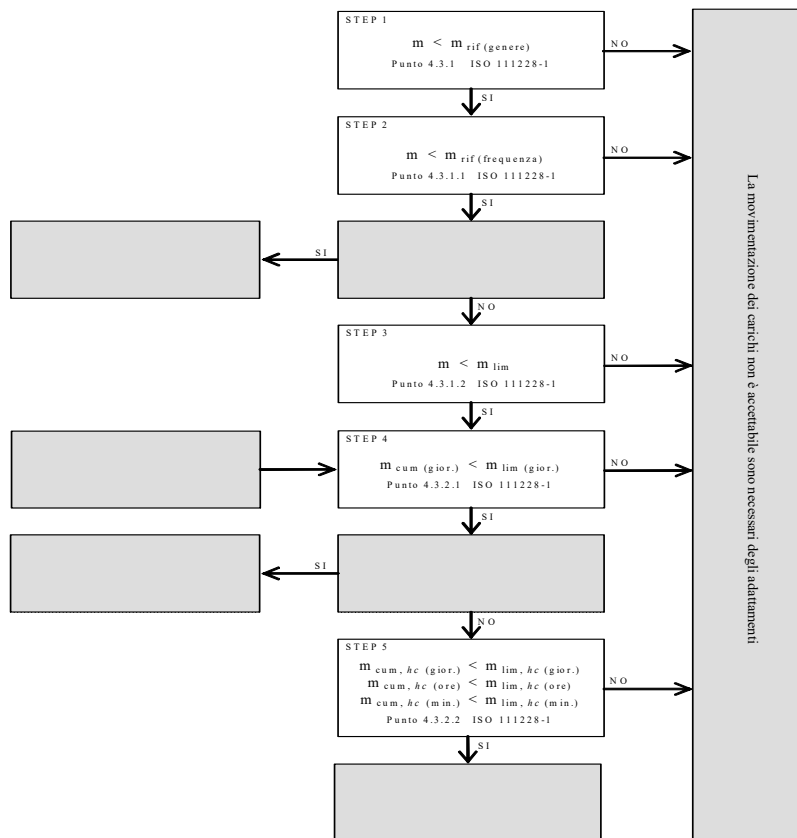 STEP 1
m < m rif (genere)
Punto 4.3.1 ISO 111228-1
NO
SI
STEP 2
m < m rif (frequenza)
Punto 4.3.1.1 ISO 111228-1
NO
SI
SI
NO
STEP 3
m < m lim
Punto 4.3.1.2 ISO 111228-1
NO
SI
STEP 4
m cum (gior.) < m lim (gior.)
Punto 4.3.2.1 ISO 111228-1
NO
SI
SI
NO
STEP 5
m cum, hc (gior.) < m lim, hc (gior.)
m cum, hc (ore) < m lim, hc (ore)
m cum, hc (min.) < m lim, hc (min.)
Punto 4.3.2.2 ISO 111228-1
NO
SI
La movimentazione dei carichi non è accettabile sono necessari degli adattamenti